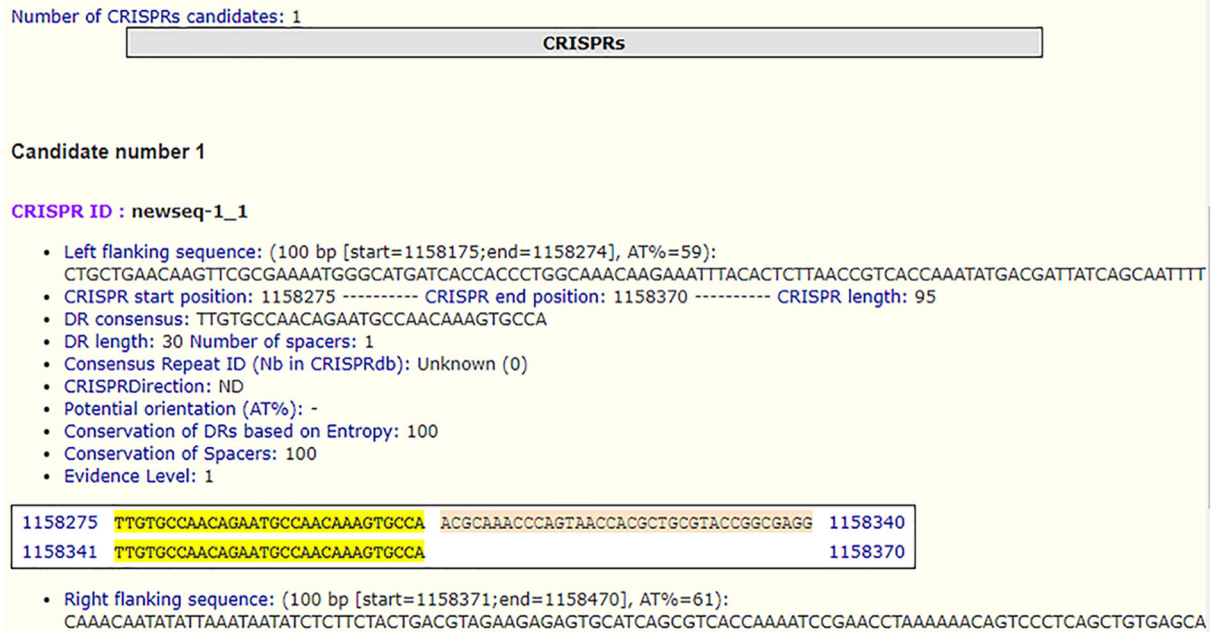 Number of CRISPRs candidates: 1
CRISPRs
Candidate number 1
CRISPR ID : newseq-1_1
• Left flanking sequence: (100 bp [start=1158175;end=1158274], AT%=59):
CTGCTGAACAAGTTCGCGAAAATGGGCATGATCACCACCCTGGCAAACAAGAAATTTACACTCTTAACCGTCACCAAATATGACGATTATCAGCAATTTT
• CRISPR start position: 1158275 ---------- CRISPR end position: 1158370 ---------- CRISPR length: 95
• DR consensus: TTGTGCCAACAGAATGCCAACAAAGTGCCA
• DR length: 30 Number of spacers: 1
• Consensus Repeat ID (Nb in CRISPRdb): Unknown (0)
• CRISPRDirection: ND
• Potential orientation (AT%): -
• Conservation of DRs based on Entropy: 100
• Conservation of Spacers: 100
• Evidence Level: 1
1158275 TTGTGCCAACAGAATGCCAACAAAGTGCCA ACGCAAACCCAGTAACCACGCTGCGTACCGGCGAGG 1158340
1158341 TTGTGCCAACAGAATGCCAACAAAGTGCCA 1158370
• Right flanking sequence: (100 bp [start=1158371;end=1158470], AT%=61):
CAAACAATATATTAAATAATATCTCTTCTACTGACGTAGAAGAGAGTGCATCAGCGTCACCAAAATCCGAACCTAAAAAACAGTCCCTCAGCTGTGAGCA